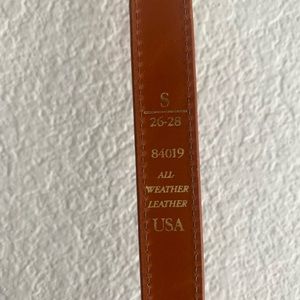 S
26-28
84019
ALL
WEATHER
LEATHER
USA